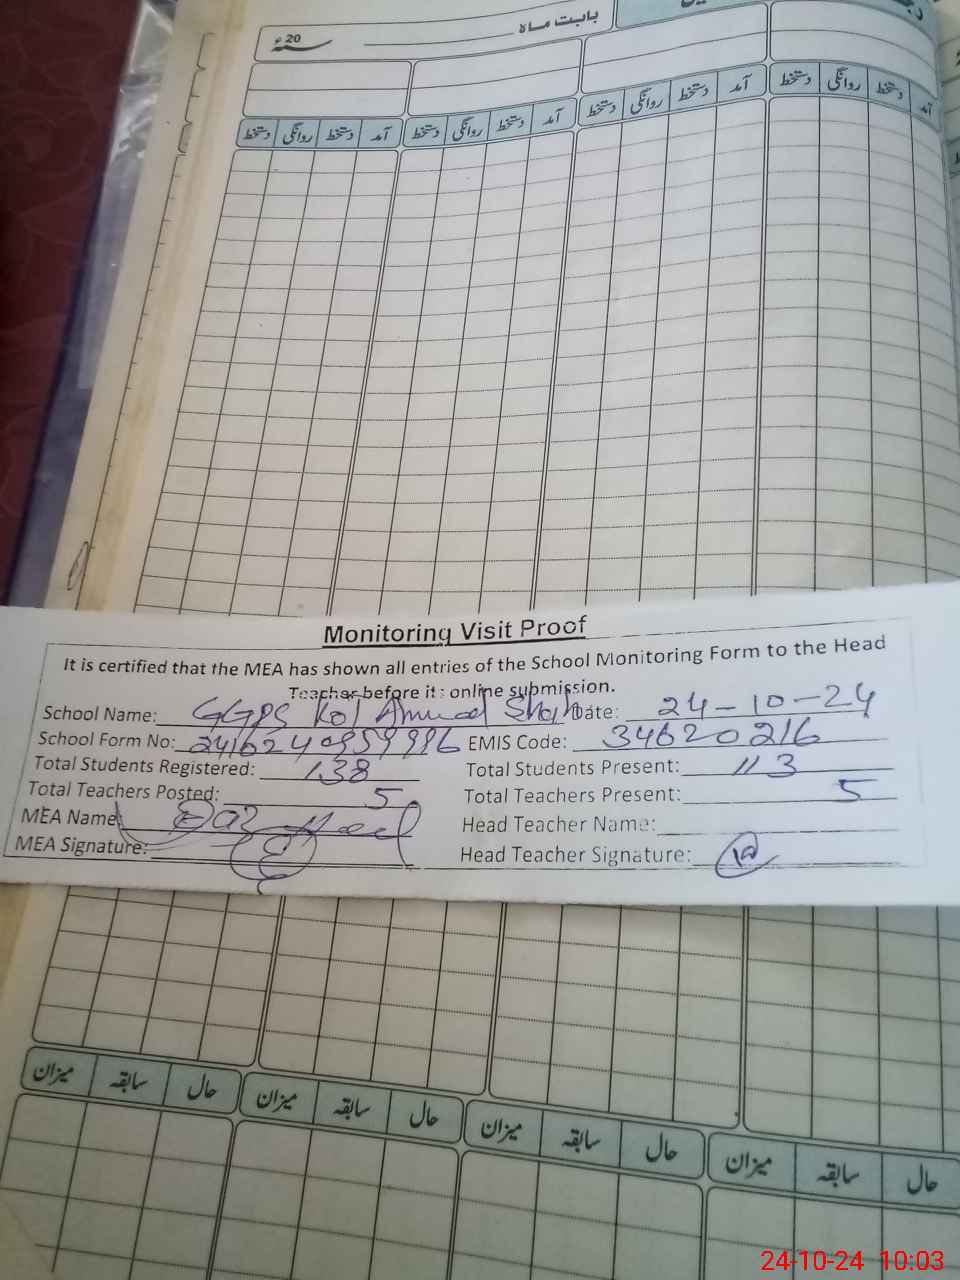 بابت ماہ 20ء
دستخط روانگی دستخط آمد دستخط روانگی دستخط آمد دستخط روانگی دستخط آمد دستخط روانگی دستخط آمد
Monitoring Visit Proof
It is certified that the MEA has shown all entries of the School Monitoring Form to the Head
Teacher before its online submission.
School Name: GGPS Kot Ahmad Shah Date: 24-10-24
School Form No: EMIS Code: 34620216
Total Students Registered: 138 Total Students Present: 113
Total Teachers Posted: 5 Total Teachers Present: 5
MEA Name:
Head Teacher Name:
MEA Signature: Head Teacher Signature:
میزان سابقہ حال میزان سابقہ حال میزان سابقہ حال میزان سابقہ حال
24-10-24 10:03